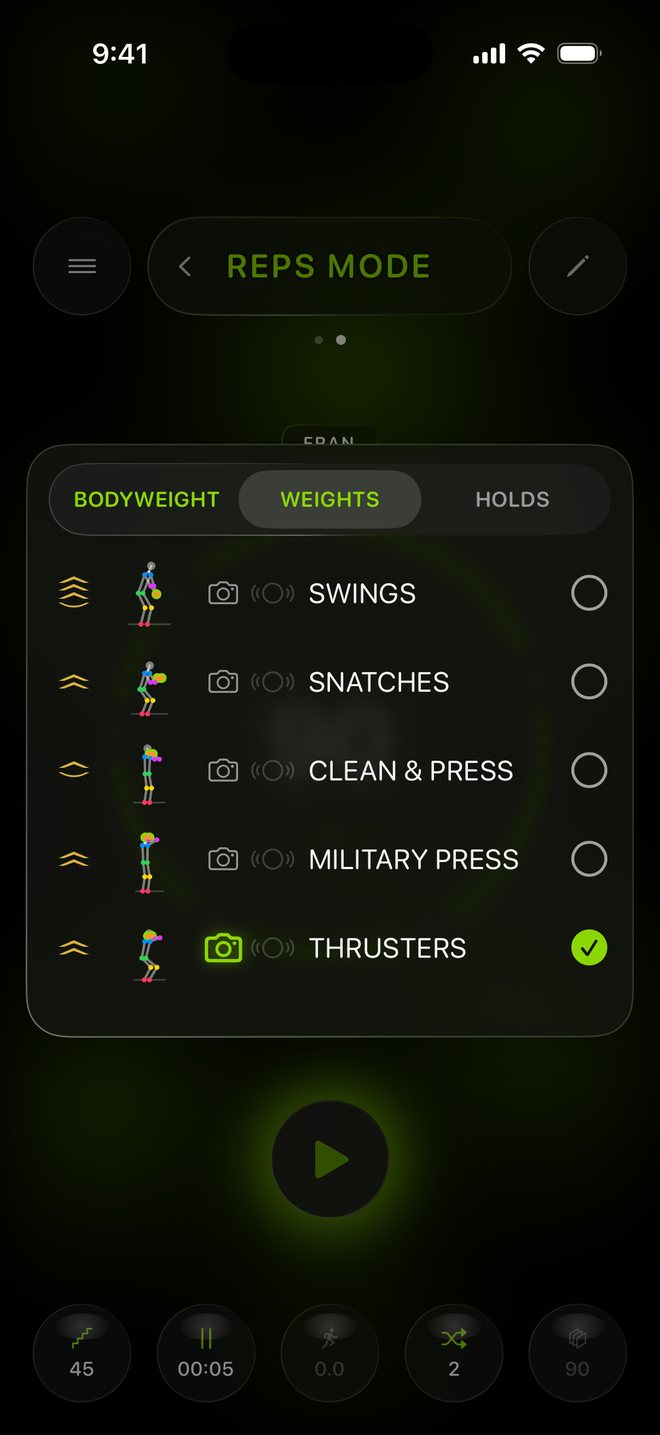 9:41
REPS MODE
FRAN
BODYWEIGHT WEIGHTS HOLDS
SWINGS
SNATCHES
CLEAN & PRESS
MILITARY PRESS
THRUSTERS
45 00:05 0.0 2 90